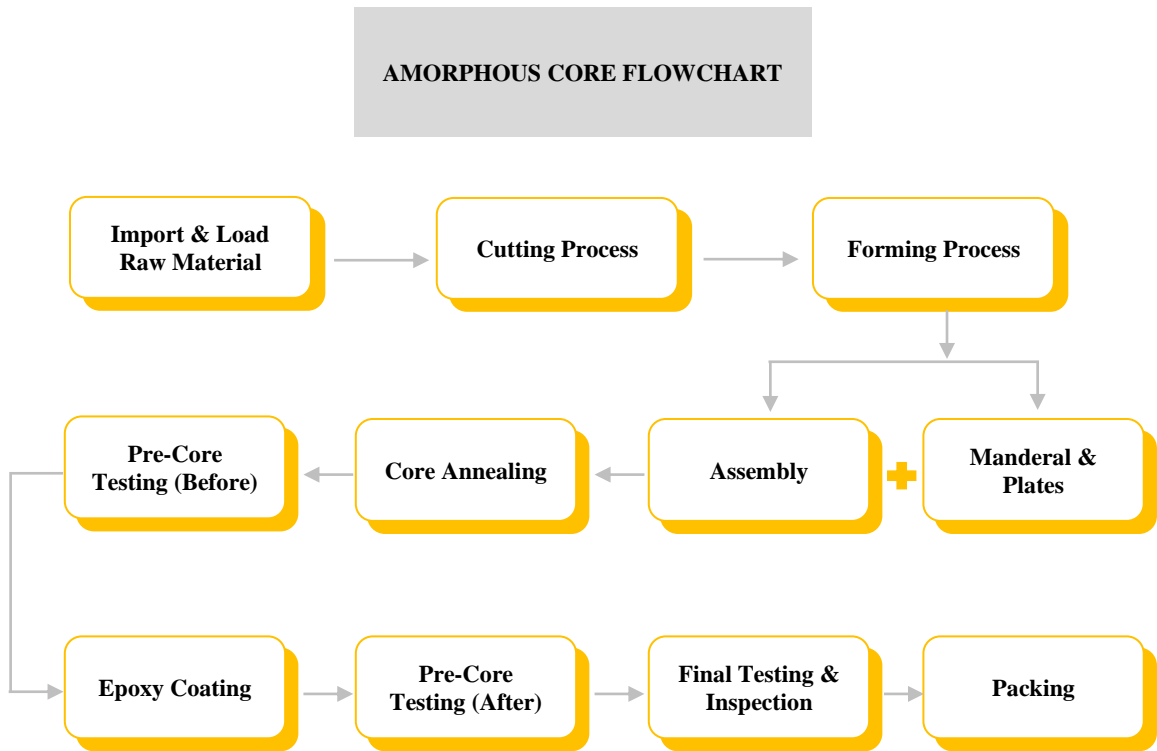 AMORPHOUS CORE FLOWCHART
Import & Load
Raw Material
Cutting Process
Forming Process
Pre-Core
Testing (Before)
Core Annealing
Assembly
Manderal &
Plates
Epoxy Coating
Pre-Core
Testing (After)
Final Testing &
Inspection
Packing